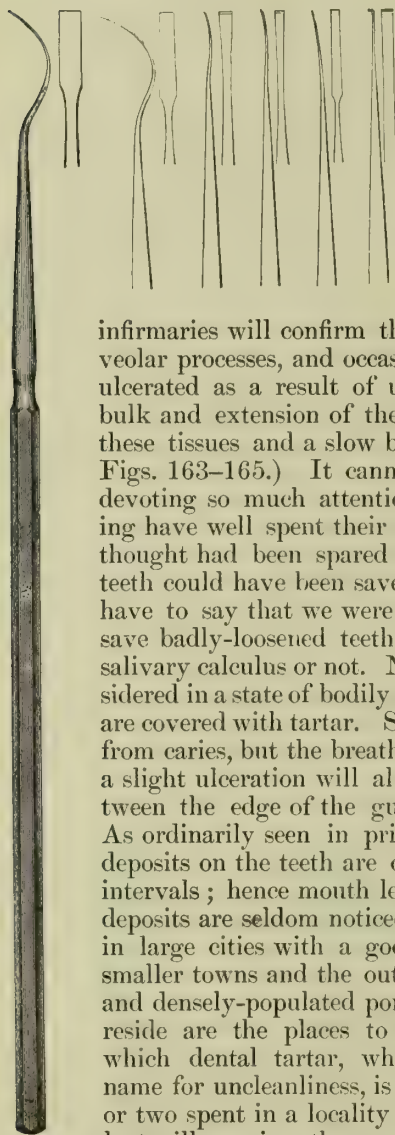 infirmaries will confirm th
veolar processes, and occas
ulcerated as a result of u
bulk and extension of the
these tissues and a slow b
Figs. 163–165.) It cann
devoting so much attenti
ing have well spent their
thought had been spared
teeth could have been save
have to say that we were
save badly-loosened teeth
salivary calculus or not. N
sidered in a state of bodily
are covered with tartar. S
from caries, but the breath
a slight ulceration will al
tween the edge of the gu
As ordinarily seen in pri
deposits on the teeth are
intervals; hence mouth le
deposits are seldom notice
in large cities with a goo
smaller towns and the out
and densely-populated por
reside are the places to
which dental tartar, wh
name for uncleanliness, is
or two spent in a locality